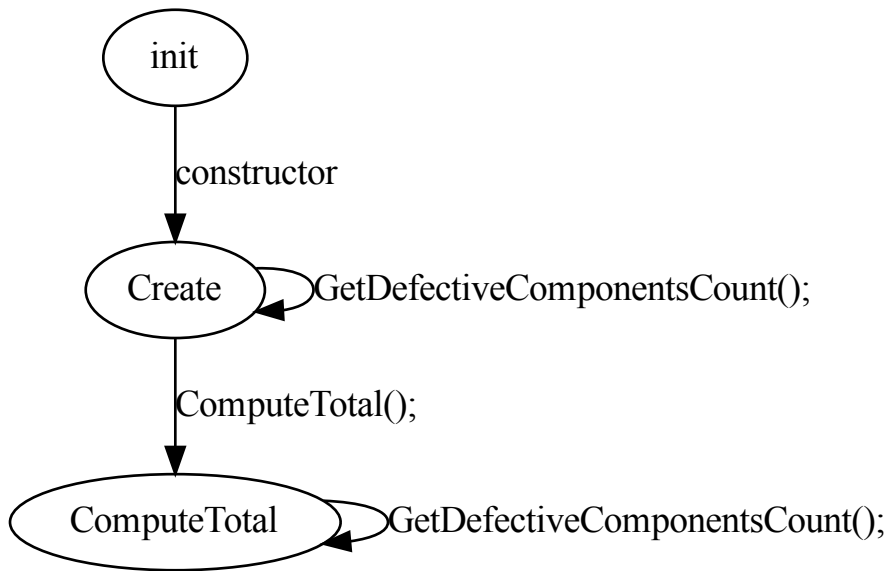 init
constructor
Create
GetDefectiveComponentsCount();
ComputeTotal();
ComputeTotal
GetDefectiveComponentsCount();